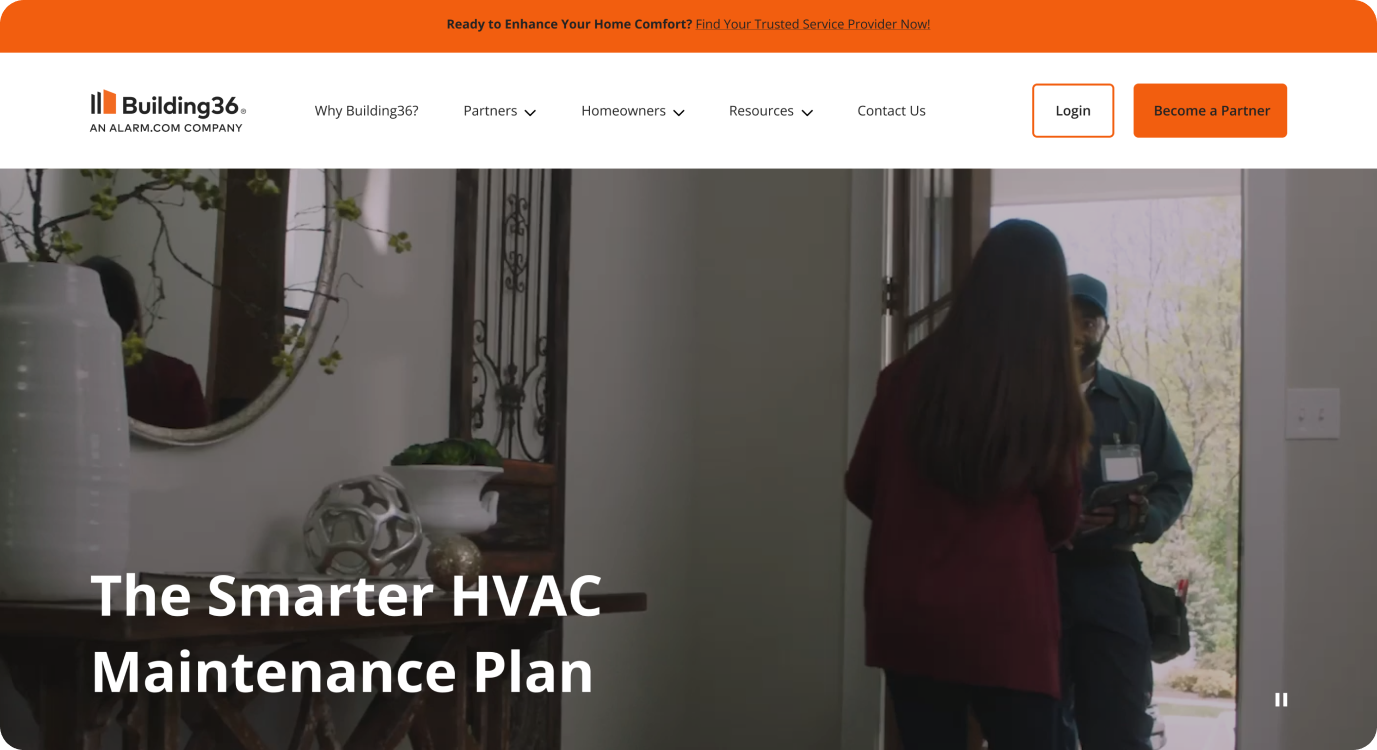 Ready to Enhance Your Home Comfort? Find Your Trusted Service Provider Now!
Building36®
AN ALARM.COM COMPANY
Why Building36?
Partners
Homeowners
Resources
Contact Us
Login
Become a Partner
The Smarter HVAC
Maintenance Plan